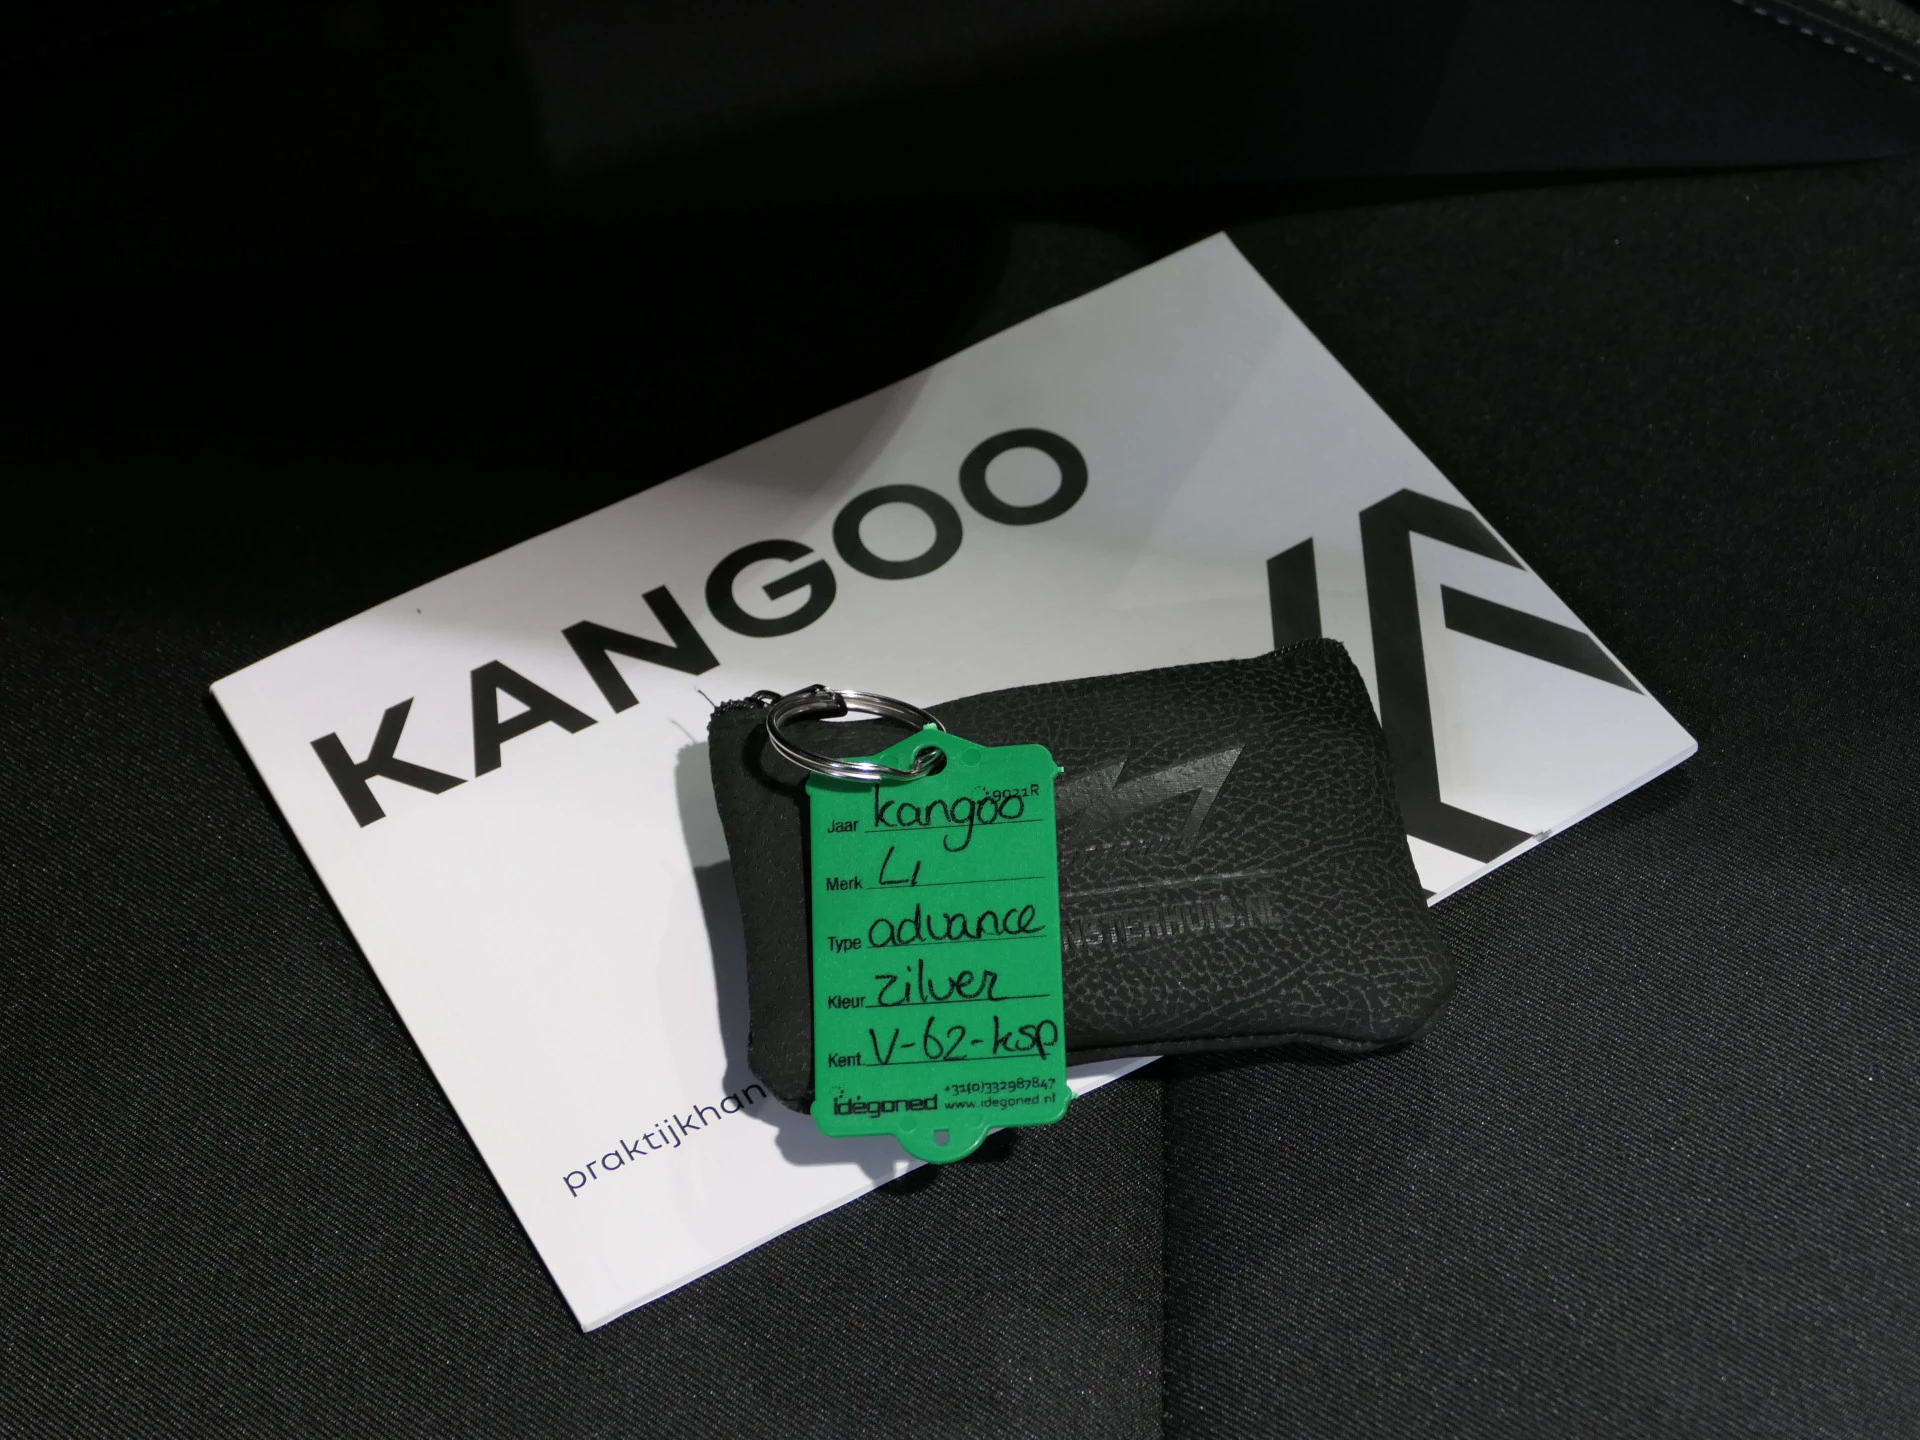 KANGOO
9921R
Jaar kangoo
Merk L1
Type advance
Kleur zilver
Kent. V-62-ksp
idégoned +31(0)332987847
www.idegoned.nl
NSTERHUIS.NL
praktijkhan